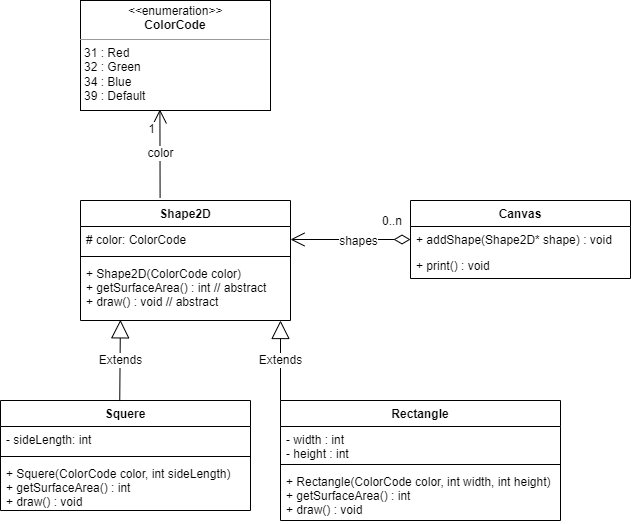 <<enumeration>>
ColorCode
31 : Red
32 : Green
34 : Blue
39 : Default
1
color
Shape2D
# color: ColorCode
+ Shape2D(ColorCode color)
+ getSurfaceArea() : int // abstract
+ draw() : void // abstract
0..n
shapes
Canvas
+ addShape(Shape2D* shape) : void
+ print() : void
Extends
Extends
Squere
- sideLength: int
+ Squere(ColorCode color, int sideLength)
+ getSurfaceArea() : int
+ draw() : void
Rectangle
- width : int
- height : int
+ Rectangle(ColorCode color, int width, int height)
+ getSurfaceArea() : int
+ draw() : void